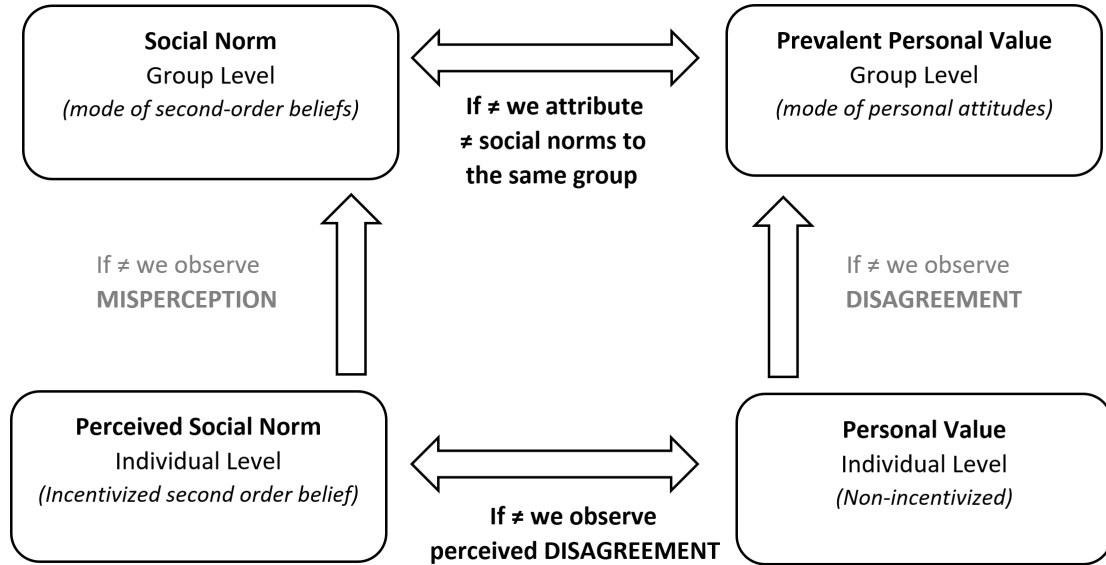 Social Norm
Group Level
(mode of second-order beliefs)
If ≠ we attribute
≠ social norms to
the same group
Prevalent Personal Value
Group Level
(mode of personal attitudes)
If ≠ we observe
MISPERCEPTION
If ≠ we observe
DISAGREEMENT
Perceived Social Norm
Individual Level
(Incentivized second order belief)
If ≠ we observe
perceived DISAGREEMENT
Personal Value
Individual Level
(Non-incentivized)